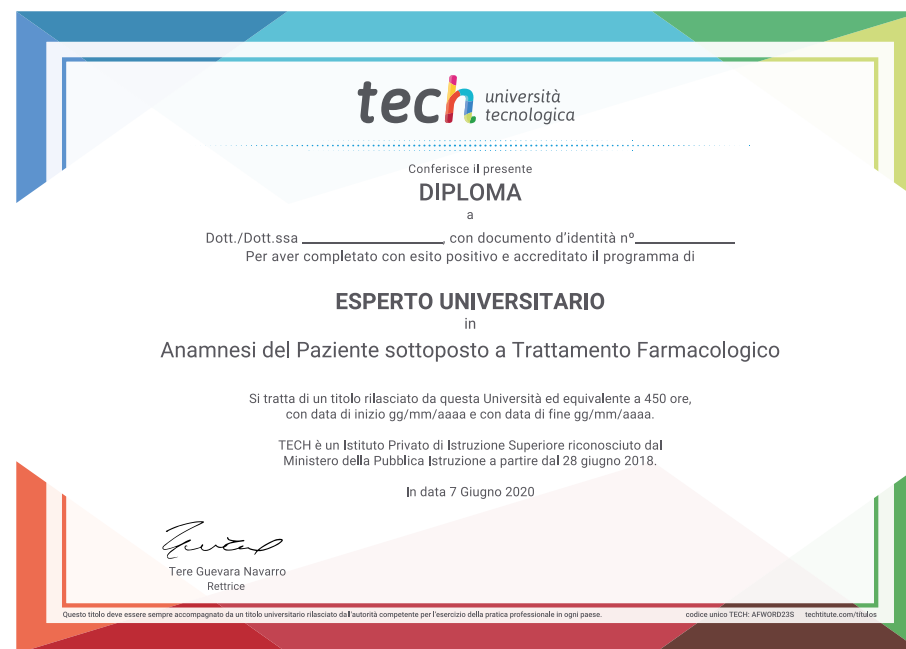 tech università
tecnologica
Conferisce il presente
DIPLOMA
a
Dott./Dott.ssa ________________, con documento d'identità nº____________
Per aver completato con esito positivo e accreditato il programma di
ESPERTO UNIVERSITARIO
in
Anamnesi del Paziente sottoposto a Trattamento Farmacologico
Si tratta di un titolo rilasciato da questa Università ed equivalente a 450 ore,
con data di inizio gg/mm/aaaa e con data di fine gg/mm/aaaa.
TECH è un Istituto Privato di Istruzione Superiore riconosciuto dal
Ministero della Pubblica Istruzione a partire dal 28 giugno 2018.
In data 7 Giugno 2020
Tere Guevara Navarro
Rettrice
Questo titolo deve essere sempre accompagnato da un titolo universitario rilasciato dall'autorità competente per l'esercizio della pratica professionale in ogni paese. codice unico TECH: AFWORD23S techtitute.com/titulos